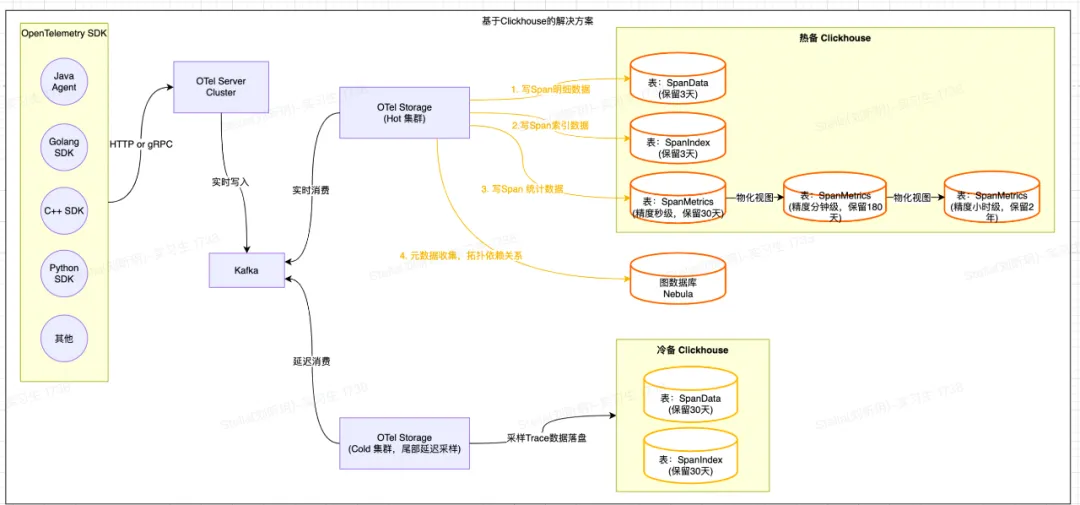 基于Clickhouse的解决方案
OpenTelemetry SDK
Java
Agent
Golang
SDK
C++ SDK
Python
SDK
其他
HTTP or gRPC
OTel Server
Cluster
实时写入
Kafka
实时消费
延迟消费
OTel Storage
(Hot 集群)
1. 写Span明细数据
2.写Span索引数据
3. 写Span 统计数据
4. 元数据收集，拓扑依赖关系
热备 Clickhouse
表：SpanData
(保留3天)
表：SpanIndex
(保留3天)
表：SpanMetrics
(精度秒级，保留30天)
物化视图
表：SpanMetrics
(精度分钟级，保留180
天)
物化视图
表：SpanMetrics
(精度小时级，保留2
年)
图数据库
Nebula
OTel Storage
(Cold 集群，尾部延迟采样)
采样Trace数据落盘
冷备 Clickhouse
表：SpanData
(保留30天)
表：SpanIndex
(保留30天)